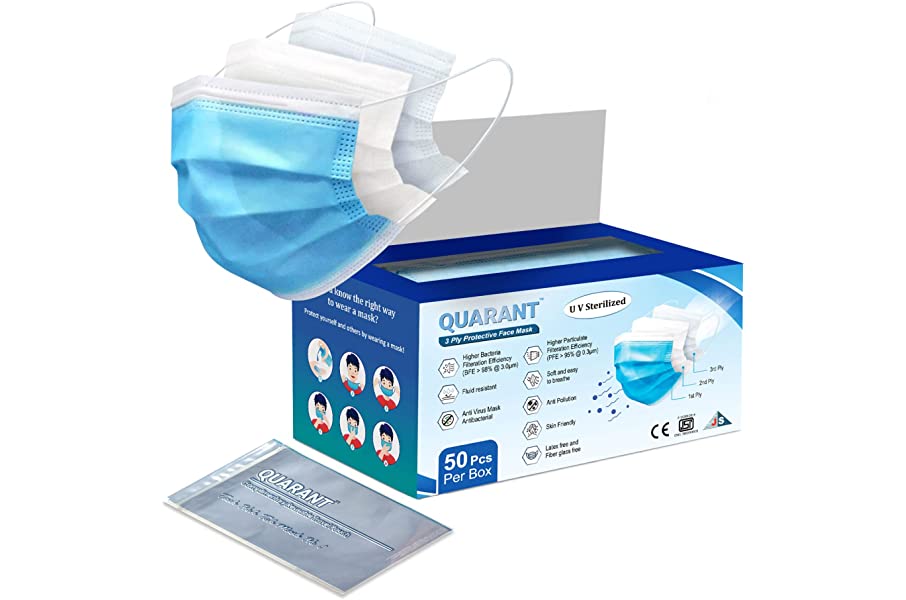 know the right way
to wear a mask?
Protect yourself and others by wearing a mask!
QUARANT™
3 Ply Protective Face Mask
U V Sterilized
Higher Bacteria
Filteration Efficiency
(BFE > 98% @ 3.0μm)
Fluid resistant
Anti Virus Mask
Antibacterial
Higher Particulate
Filteration Efficiency
(PFE > 95% @ 0.3μm)
Soft and easy
to breathe
Anti Pollution
Skin Friendly
Latex free and
Fiber glass free
3rd Ply
2nd Ply
1st Ply
50 Pcs
Per Box
CE
QUARANT